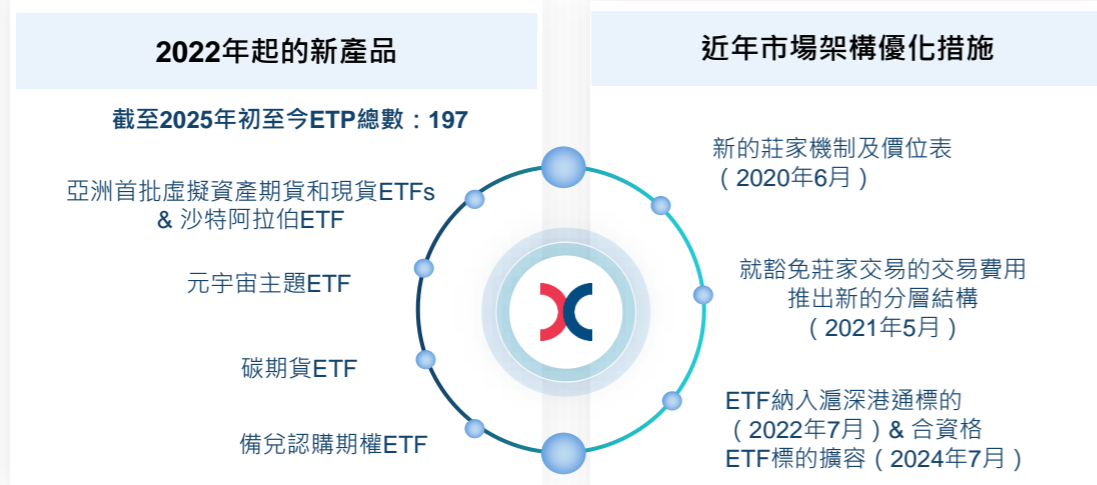 2022年起的新產品
截至2025年初至今ETP總數：197
亞洲首批虛擬資產期貨和現貨ETFs
& 沙特阿拉伯ETF
元宇宙主題ETF
碳期貨ETF
備兌認購期權ETF
近年市場架構優化措施
新的莊家機制及價位表
（2020年6月）
就豁免莊家交易的交易費用
推出新的分層結構
（2021年5月）
ETF納入滬深港通標的
（2022年7月）& 合資格
ETF標的擴容（2024年7月）